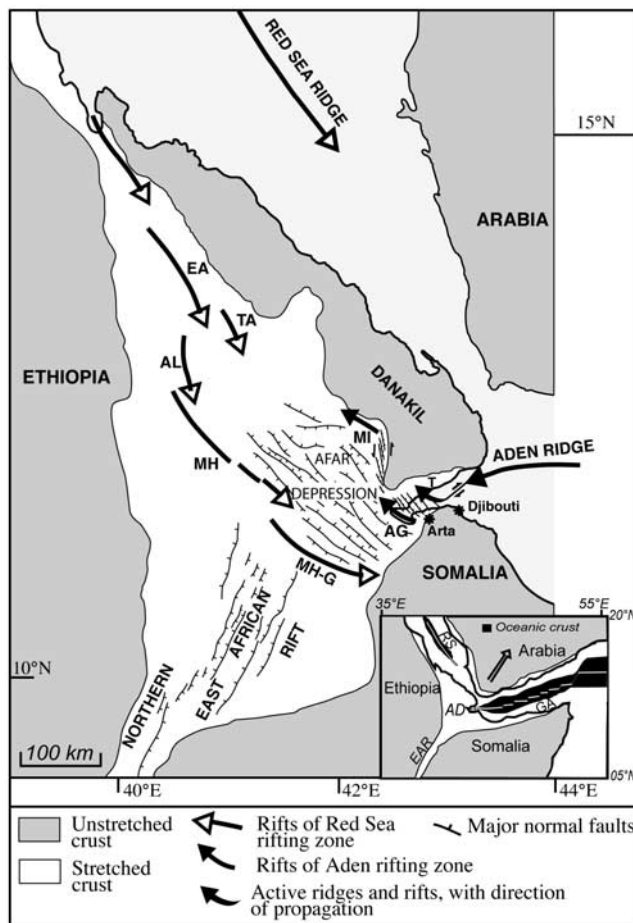 RED SEA RIDGE
ARABIA
15°N
EA
TA
ETHIOPIA
AL
DANAKIL
MI
ADEN RIDGE
MH
AFAR
DEPRESSION
T
Djibouti
AG
Arta
MH-G
SOMALIA
10°N
NORTHERN
EAST
AFRICAN
RIFT
100 km
35°E
55°E
20°N
Oceanic crust
RS
Arabia
Ethiopia
AD
GA
EAR
Somalia
05°N
40°E
42°E
44°E
Unstretched
crust
Stretched
crust
Rifts of Red Sea
rifting zone
Rifts of Aden rifting zone
Active ridges and rifts, with direction
of propagation
Major normal faults